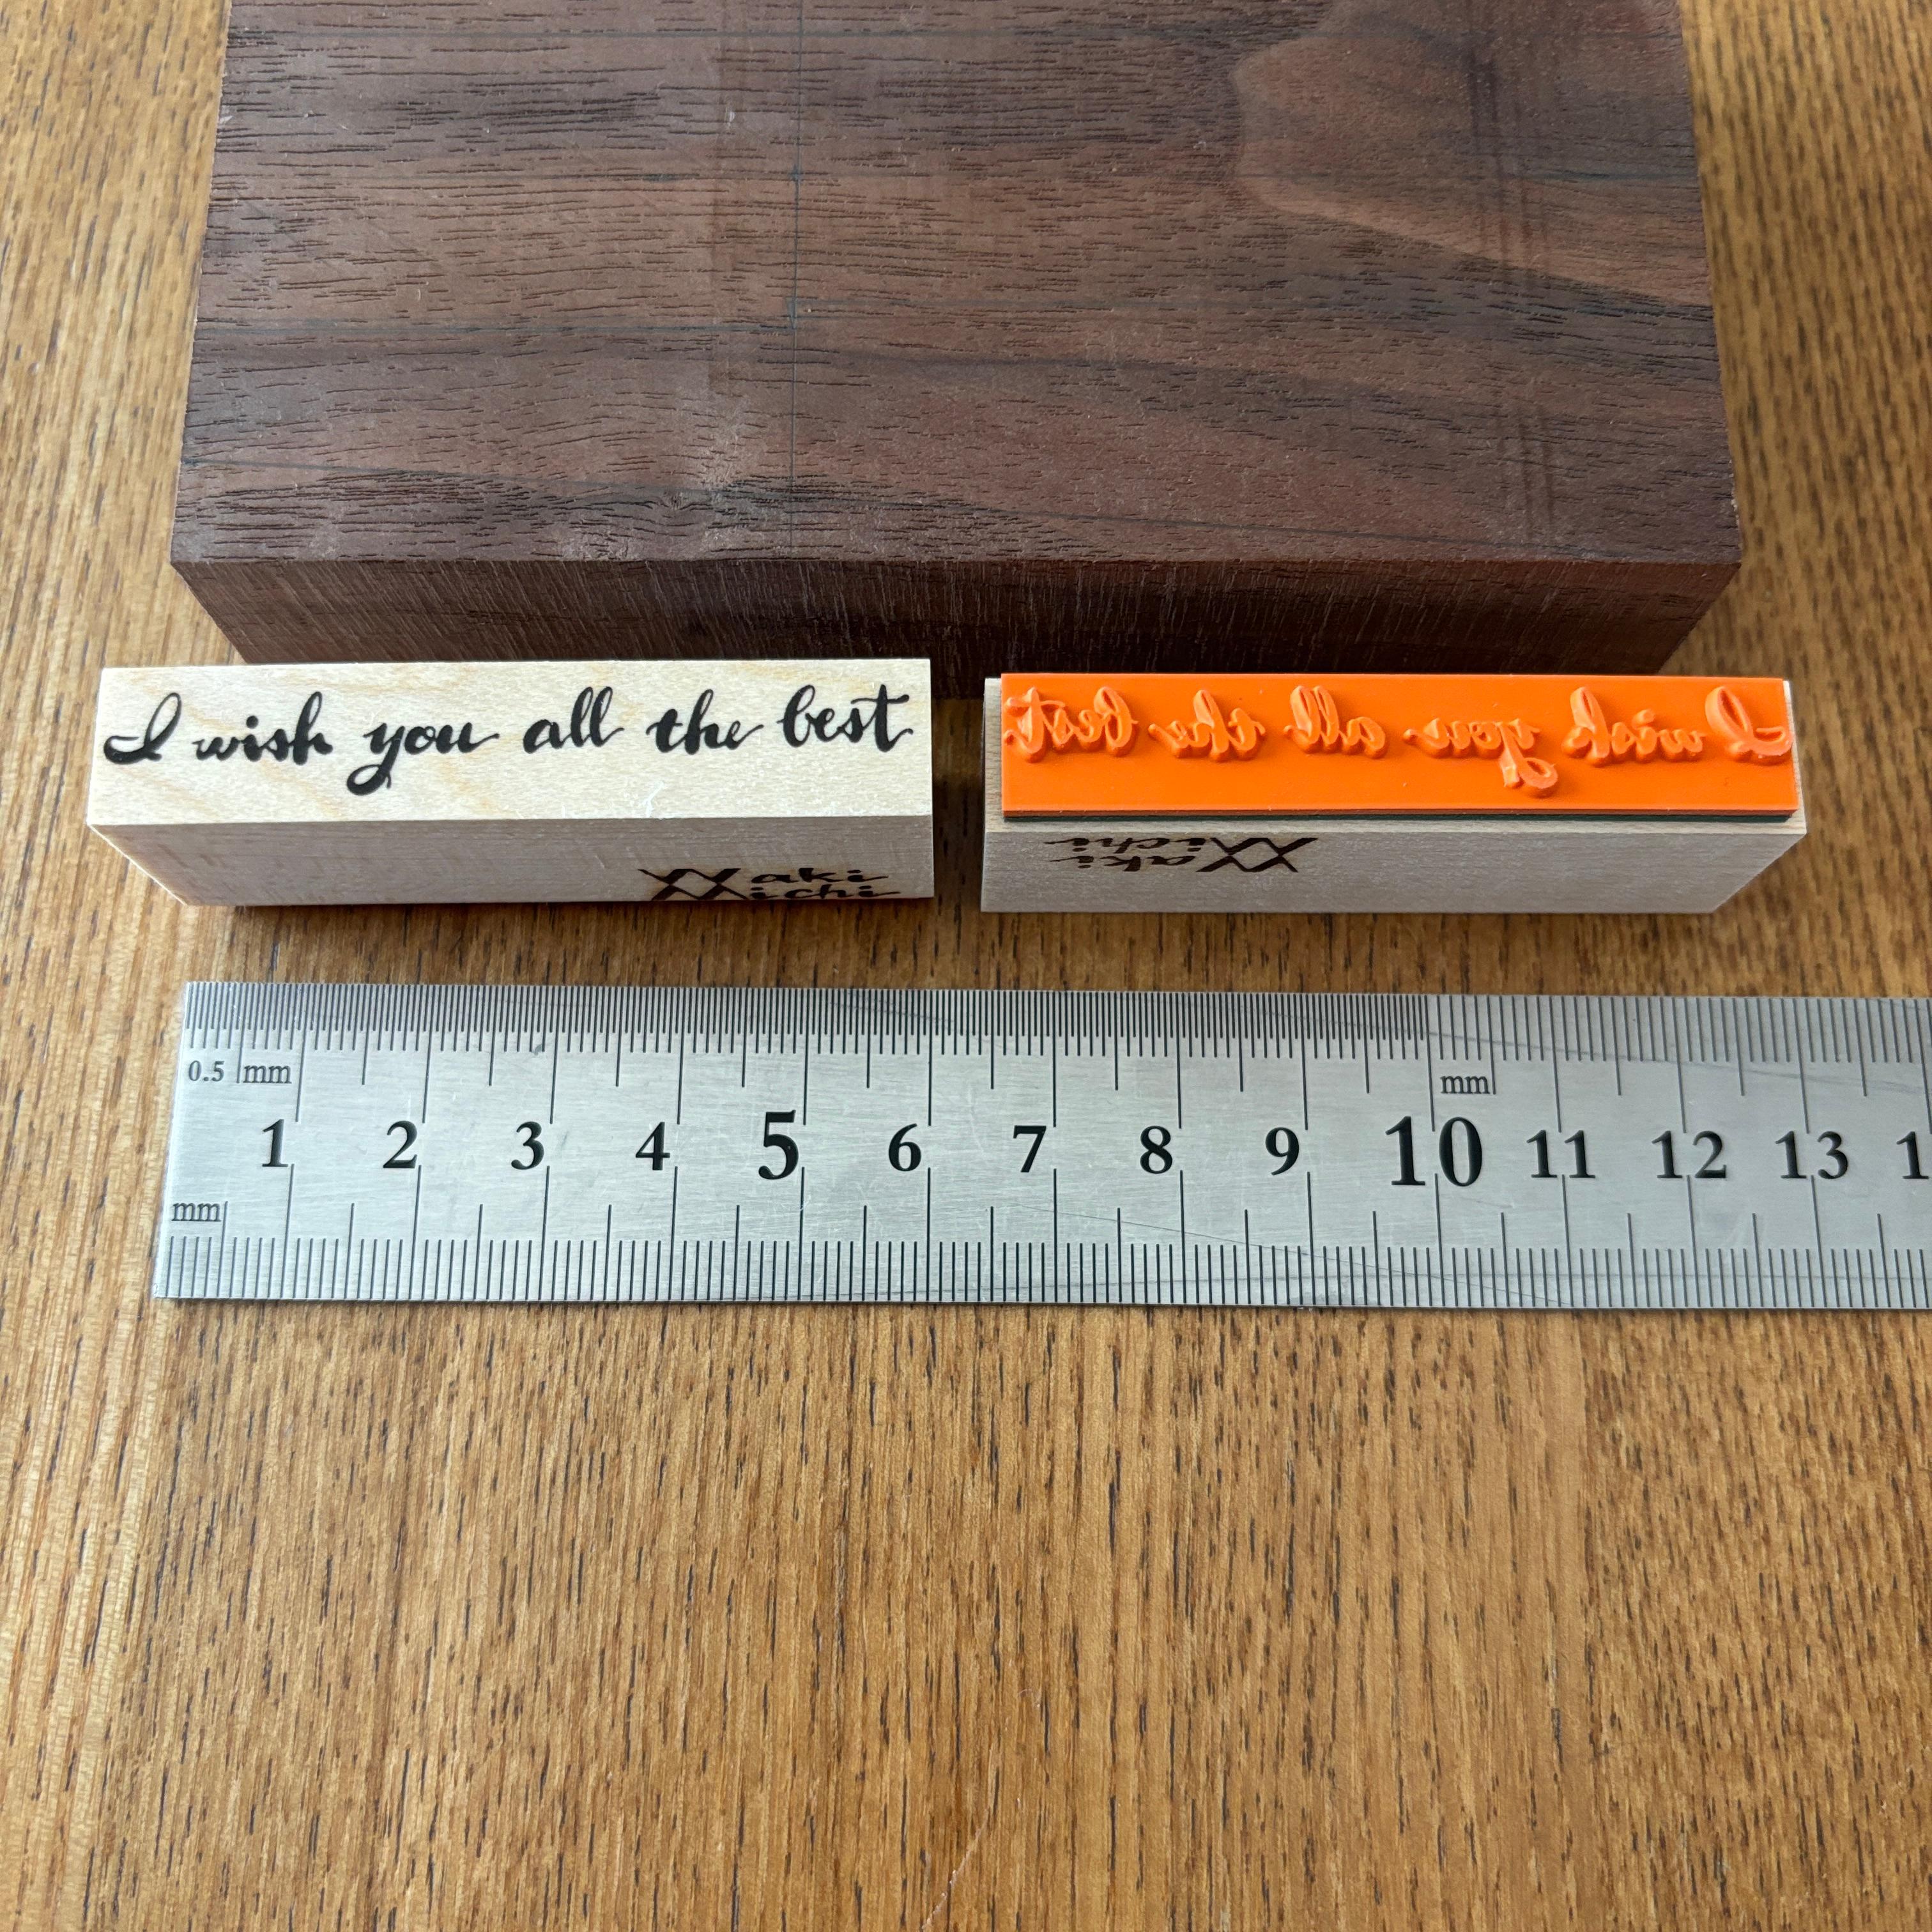 I wish you all the best
Waki
Michi
I wish you all the best
Michi
Waki
0.5 mm
mm
1 2 3 4 5 6 7 8 9 10 11 12 13
mm